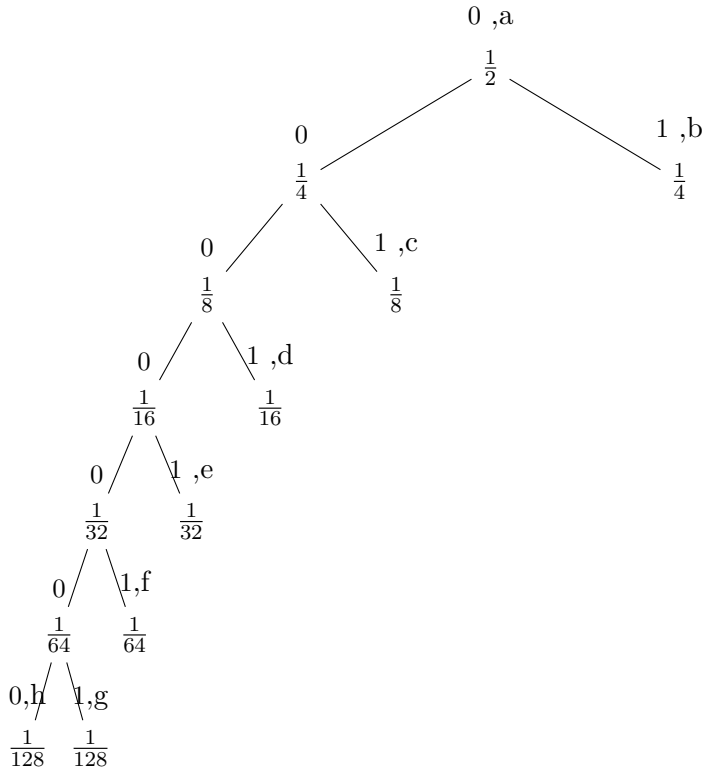 0 ,a
1/2
0
1 ,b
1/4
1/4
0
1 ,c
1/8
1/8
0
1 ,d
1/16
1/16
0
1 ,e
1/32
1/32
0
1,f
1/64
1/64
0,h
1,g
1/128
1/128